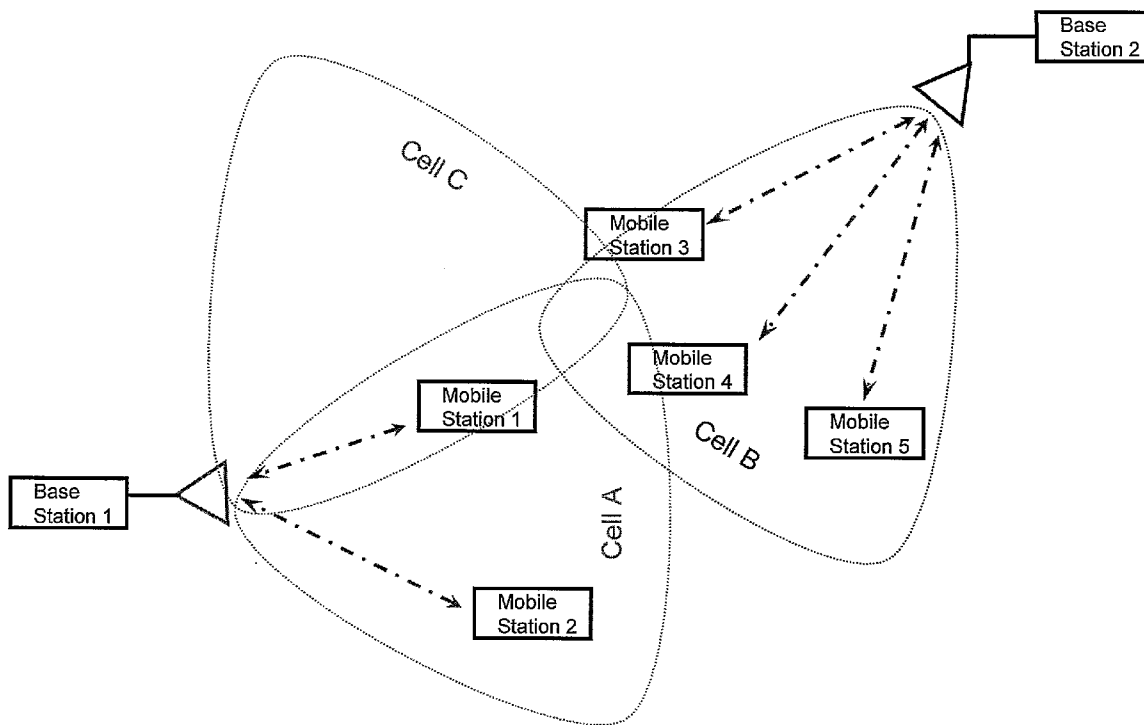 Base
Station 2
Cell C
Mobile
Station 3
Mobile
Station 4
Mobile
Station 1
Mobile
Station 5
Cell B
Base
Station 1
Cell A
Mobile
Station 2